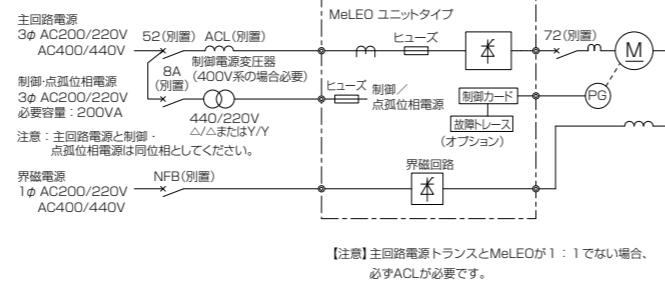 主回路電源
3φ AC200/220V
AC400/440V
52(別置)
ACL(別置)
MeLEO ユニットタイプ
ヒューズ
72(別置)
M
制御電源変圧器
(400V系の場合必要)
8A
(別置)
制御・点孤位相電源
3φ AC200/220V
必要容量：200VA
440/220V
△/△またはY/Y
ヒューズ
制御／
点孤位相電源
制御カード
PG
故障トレース
(オプション)
注意：主回路電源と制御・
点孤位相電源は同位相としてください。
界磁電源
1φ AC200/220V
AC400/440V
NFB(別置)
界磁回路
【注意】主回路電源トランスとMeLEOが1：1でない場合、
必ずACLが必要です。